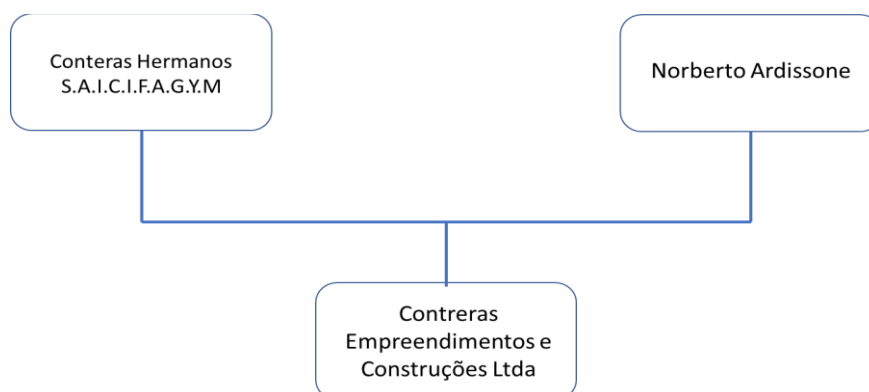 Conteras Hermanos
S.A.I.C.I.F.A.G.Y.M
Norberto Ardissone
Contreras
Empreendimentos e
Construções Ltda